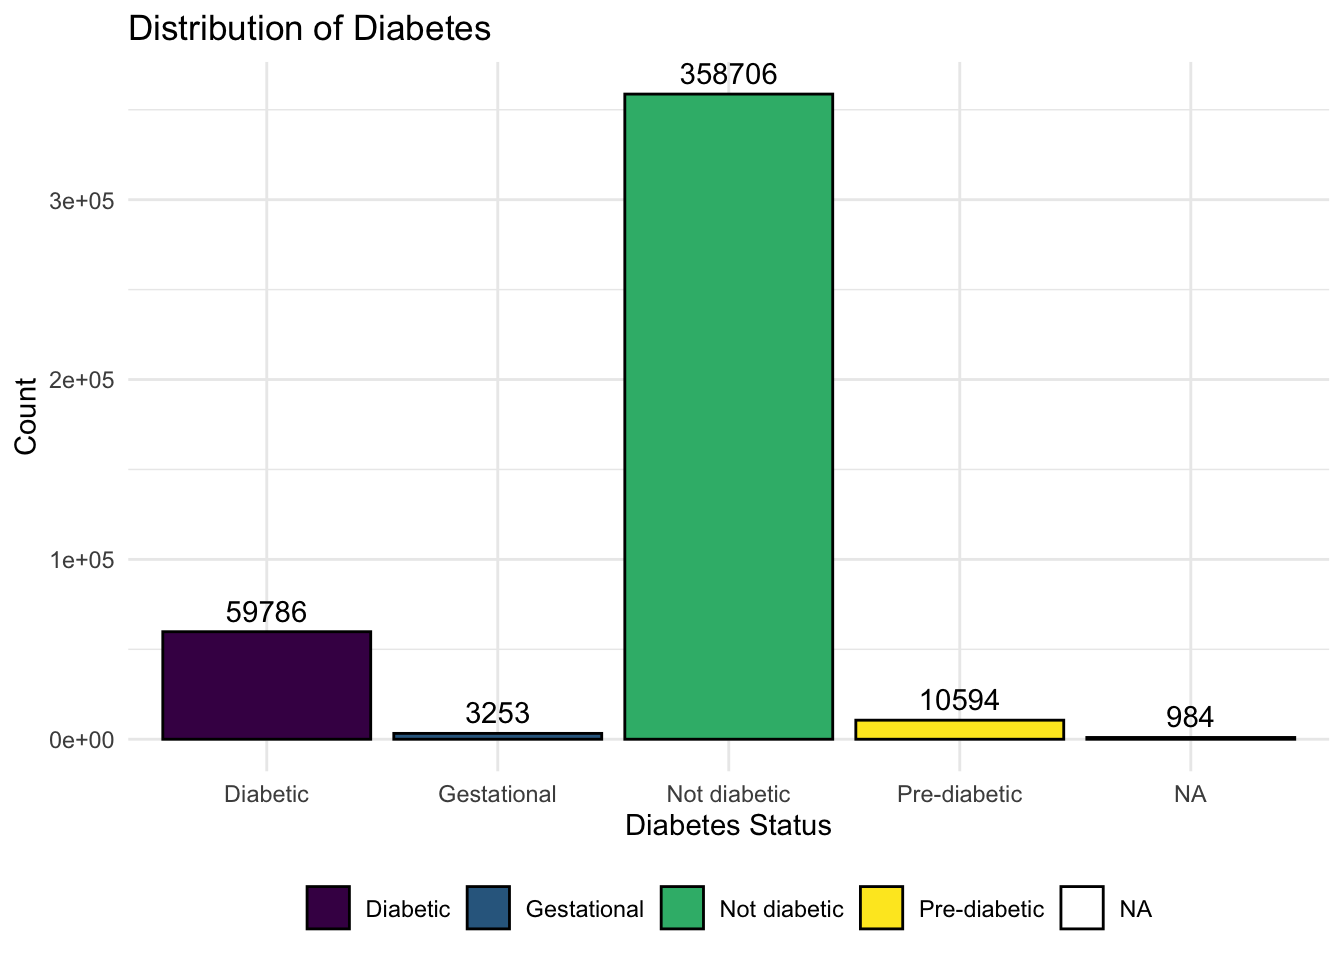 Distribution of Diabetes
358706
3e+05
2e+05
Count
1e+05
59786
3253
10594
984
0e+00
Diabetic Gestational Not diabetic Pre-diabetic NA
Diabetes Status
Diabetic Gestational Not diabetic Pre-diabetic NA